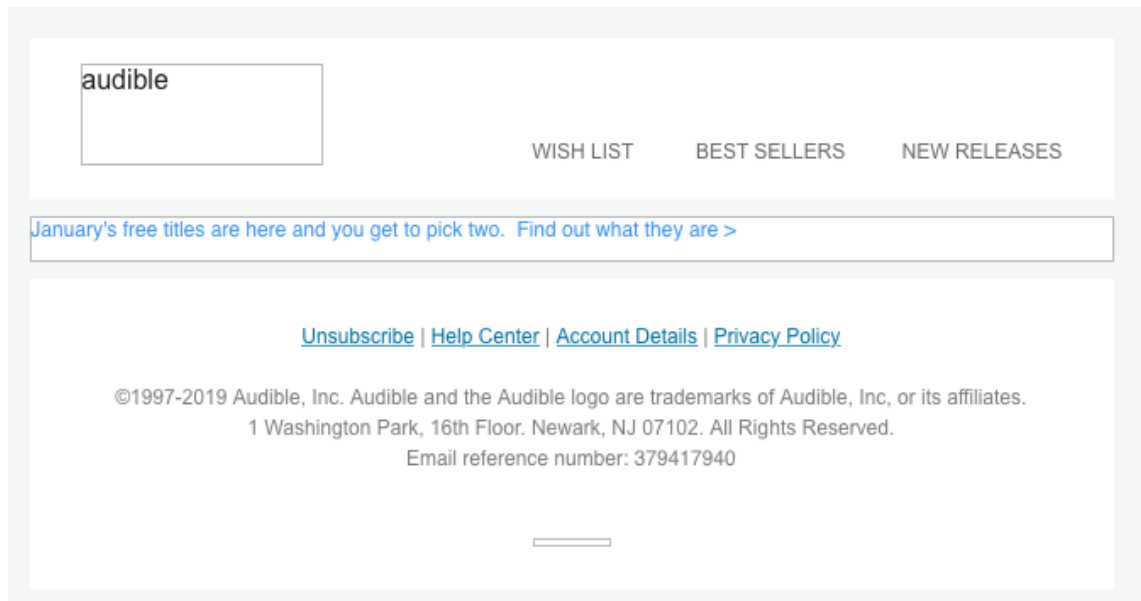 audible
WISH LIST BEST SELLERS NEW RELEASES
January's free titles are here and you get to pick two.  Find out what they are >
Unsubscribe | Help Center | Account Details | Privacy Policy
©1997-2019 Audible, Inc. Audible and the Audible logo are trademarks of Audible, Inc, or its affiliates.
1 Washington Park, 16th Floor. Newark, NJ 07102. All Rights Reserved.
Email reference number: 379417940